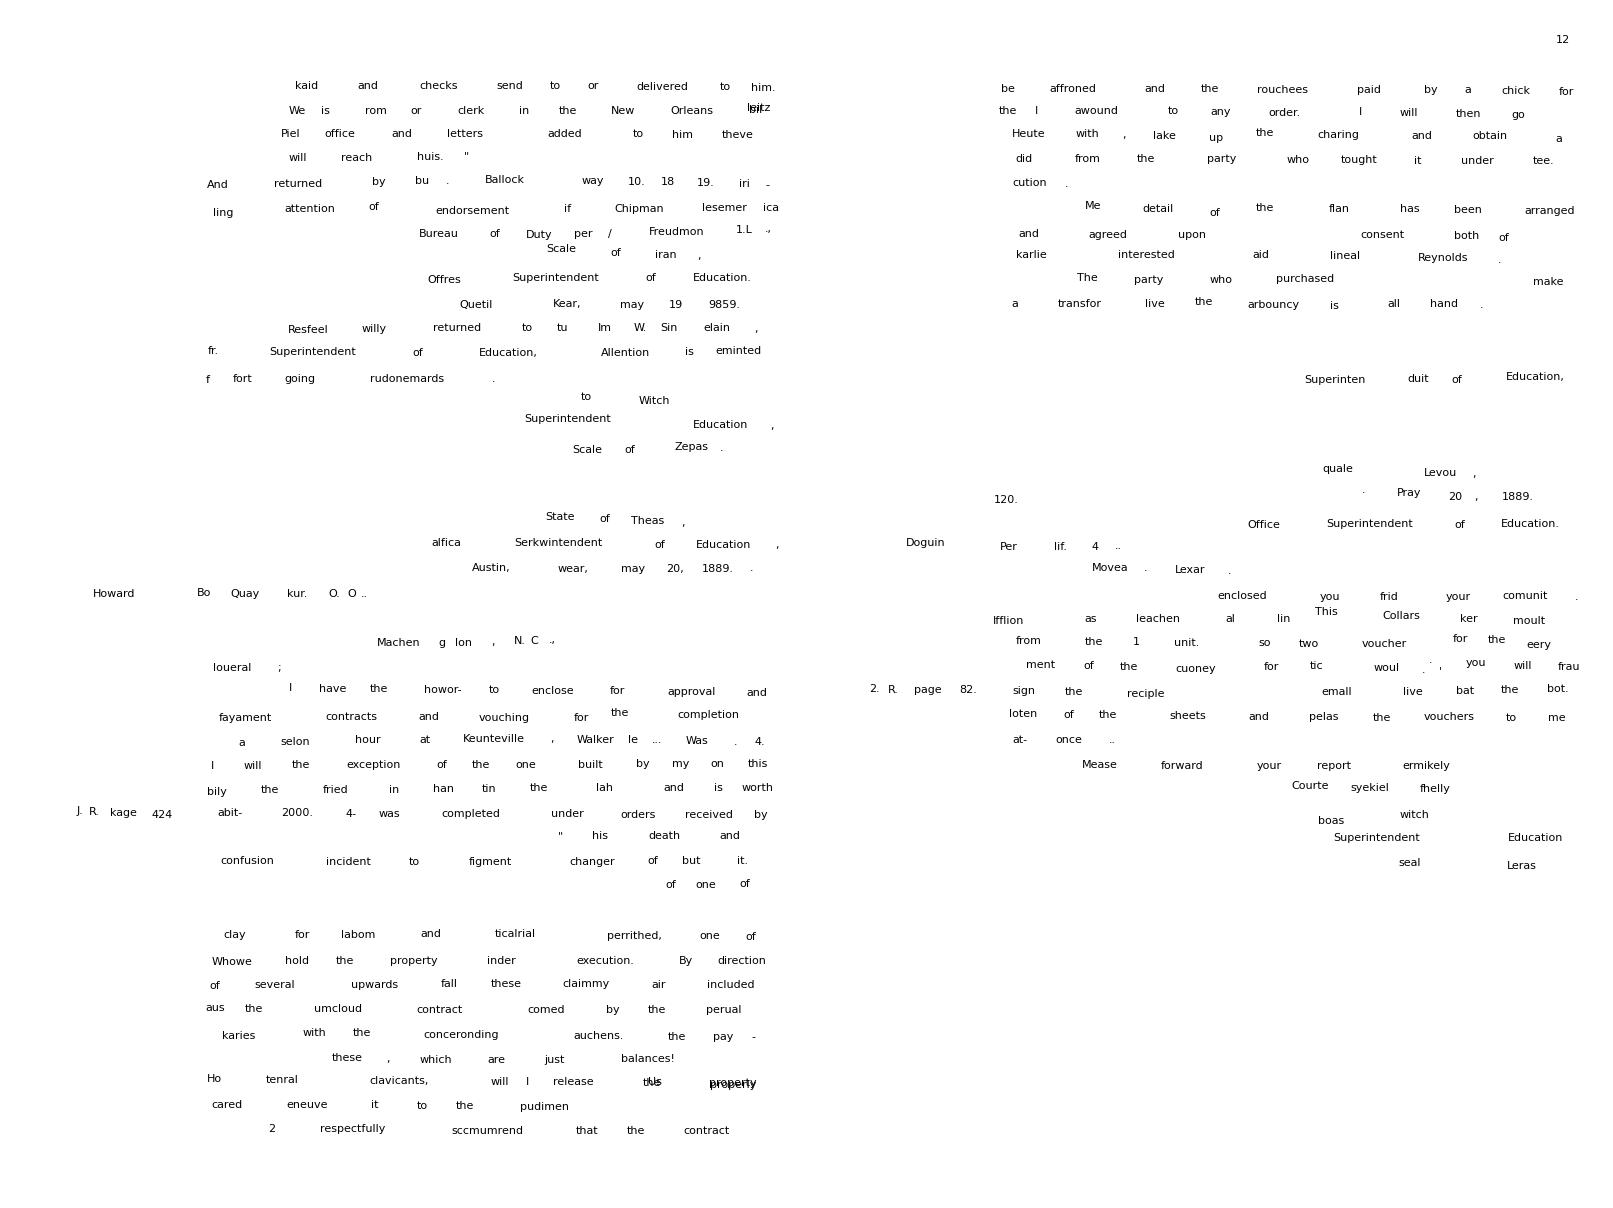 kaid and checks send to or delivered to him.
We is rom or clerk in the New Orleans
Piel office and letters added to him theve
will reach huis. "
And returned by bu . Ballock way 10. 18 19. iri -
ling attention of endorsement if Chipman lesemer ica
Bureau of Duty per / Freudmon 1.L .,
Scale of iran ,
Offres Superintendent of Education.
Quetil Kear, may 19 9859.
Resfeel willy returned to tu Im W. Sin elain ,
fr. Superintendent of Education, Allention is eminted
f fort going rudonemards .
to Witch
Superintendent Education ,
Scale of Zepas .
State of Theas ,
alfica Serkwintendent of Education ,
Austin, wear, may 20, 1889. .
Howard Bo Quay kur. O. O ..
Machen g lon , N. C .,
loueral ;
I have the howor- to enclose for approval and
fayament contracts and vouching for the completion
a selon hour at Keunteville , Walker le ... Was . 4.
I will the exception of the one built by my on this
bily the fried in han tin the lah and is worth
J. R. kage 424 abit- 2000. 4- was completed under orders received by
" his death and
confusion incident to figment changer of but it.
of one of
clay for labom and ticalrial perrithed, one of
Whowe hold the property inder execution. By direction
of several upwards fall these claimmy air included
aus the umcloud contract comed by the perual
karies with the conceronding auchens. the pay -
these , which are just balances!
Ho tenral clavicants, will I release the property
cared eneuve it to the pudimen
2 respectfully sccmumrend that the contract
12
be affroned and the rouchees paid by a chick for
the I awound to any order. I will then go
Heute with , lake up the charing and obtain a
did from the party who tought it under tee.
cution .
Me detail of the flan has been arranged
and agreed upon consent both of
karlie interested aid lineal Reynolds .
The party who purchased make
a transfor live the arbouncy is all hand .
Superinten duit of Education,
quale Levou ,
. Pray 20 , 1889.
120.
Office Superintendent of Education.
Doguin Per lif. 4 ..
Movea . Lexar .
enclosed you frid your comunit .
Ifflion as leachen al lin This Collars ker moult
from the 1 unit. so two voucher for the eery
ment of the cuoney for tic woul . ' . you will frau
2. R. page 82. sign the reciple emall live bat the bot.
loten of the sheets and pelas the vouchers to me
at- once ..
Mease forward your report ermikely
Courte syekiel fhelly
boas witch
Superintendent Education
seal Leras